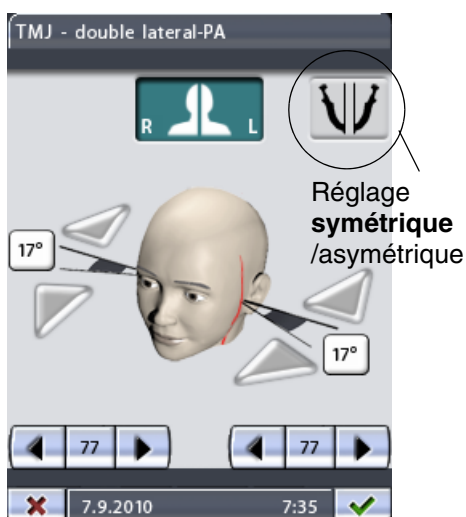 TMJ - double lateral-PA
R L
Réglage
symétrique
/asymétrique
17°
17°
77 77
7.9.2010 7:35